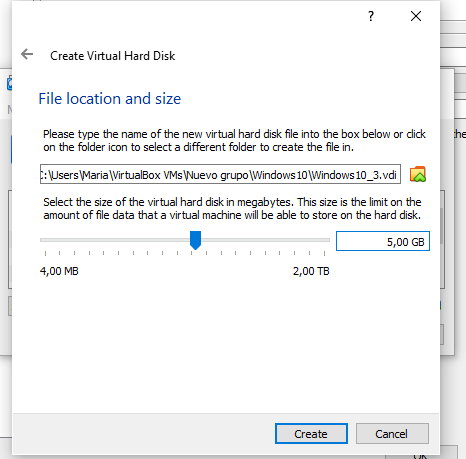 ?
Create Virtual Hard Disk
File location and size
Please type the name of the new virtual hard disk file into the box below or click
on the folder icon to select a different folder to create the file in.
C:\Users\Maria\VirtualBox VMs\Nuevo grupo\Windows10\Windows10_3.vdi
Select the size of the virtual hard disk in megabytes. This size is the limit on the
amount of file data that a virtual machine will be able to store on the hard disk.
5,00 GB
4,00 MB 2,00 TB
Create Cancel